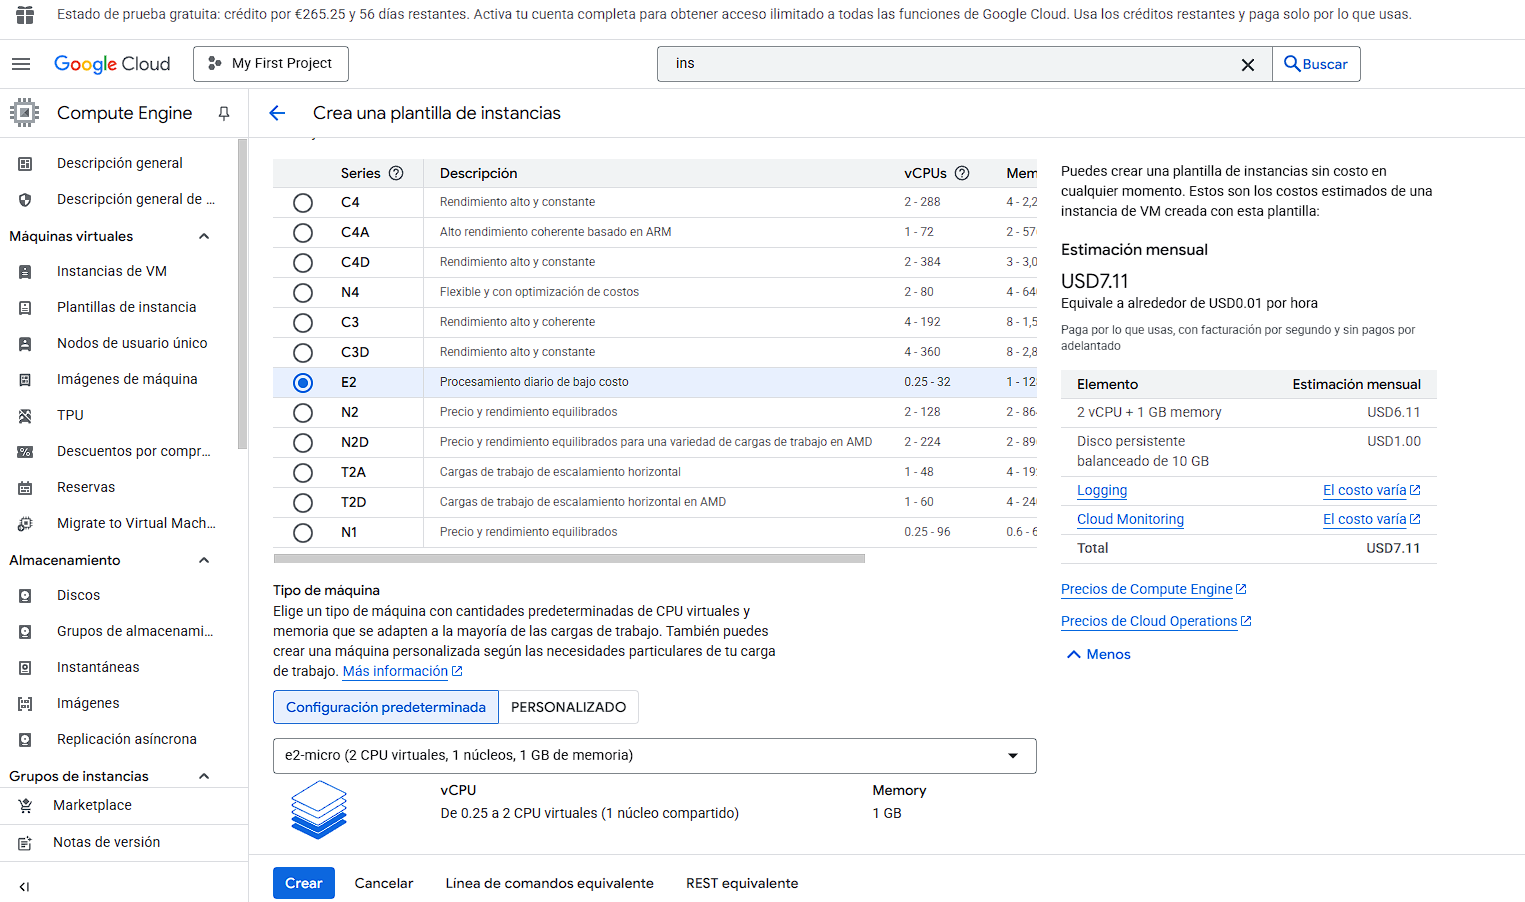 Estado de prueba gratuita: crédito por €265.25 y 56 días restantes. Activa tu cuenta completa para obtener acceso ilimitado a todas las funciones de Google Cloud. Usa los créditos restantes y paga solo por lo que usas.
Google Cloud
My First Project
ins
Buscar
Compute Engine
Crea una plantilla de instancias
Descripción general
Descripción general de ...
Máquinas virtuales
Instancias de VM
Plantillas de instancia
Nodos de usuario único
Imágenes de máquina
TPU
Descuentos por compr...
Reservas
Migrate to Virtual Mach...
Almacenamiento
Discos
Grupos de almacenami...
Instantáneas
Imágenes
Replicación asíncrona
Grupos de instancias
Marketplace
Notas de versión
Series Descripción vCPUs Mem
C4 Rendimiento alto y constante 2 - 288 4 - 2,2
C4A Alto rendimiento coherente basado en ARM 1 - 72 2 - 57
C4D Rendimiento alto y constante 2 - 384 3 - 3,0
N4 Flexible y con optimización de costos 2 - 80 4 - 64
C3 Rendimiento alto y coherente 4 - 192 8 - 1,5
C3D Rendimiento alto y constante 4 - 360 8 - 2,8
E2 Procesamiento diario de bajo costo 0.25 - 32 1 - 12
N2 Precio y rendimiento equilibrados 2 - 128 2 - 86
N2D Precio y rendimiento equilibrados para una variedad de cargas de trabajo en AMD 2 - 224 2 - 89
T2A Cargas de trabajo de escalamiento horizontal 1 - 48 4 - 19
T2D Cargas de trabajo de escalamiento horizontal en AMD 1 - 60 4 - 24
N1 Precio y rendimiento equilibrados 0.25 - 96 0.6 - 6
Tipo de máquina
Elige un tipo de máquina con cantidades predeterminadas de CPU virtuales y
memoria que se adapten a la mayoría de las cargas de trabajo. También puedes
crear una máquina personalizada según las necesidades particulares de tu carga
de trabajo. Más información
Configuración predeterminada PERSONALIZADO
e2-micro (2 CPU virtuales, 1 núcleos, 1 GB de memoria)
vCPU Memory
De 0.25 a 2 CPU virtuales (1 núcleo compartido) 1 GB
Crear Cancelar Línea de comandos equivalente REST equivalente
Puedes crear una plantilla de instancias sin costo en
cualquier momento. Estos son los costos estimados de una
instancia de VM creada con esta plantilla:
Estimación mensual
USD7.11
Equivale a alrededor de USD0.01 por hora
Paga por lo que usas, con facturación por segundo y sin pagos por
adelantado
Elemento Estimación mensual
2 vCPU + 1 GB memory USD6.11
Disco persistente USD1.00
balanceado de 10 GB
Logging El costo varía
Cloud Monitoring El costo varía
Total USD7.11
Precios de Compute Engine
Precios de Cloud Operations
Menos